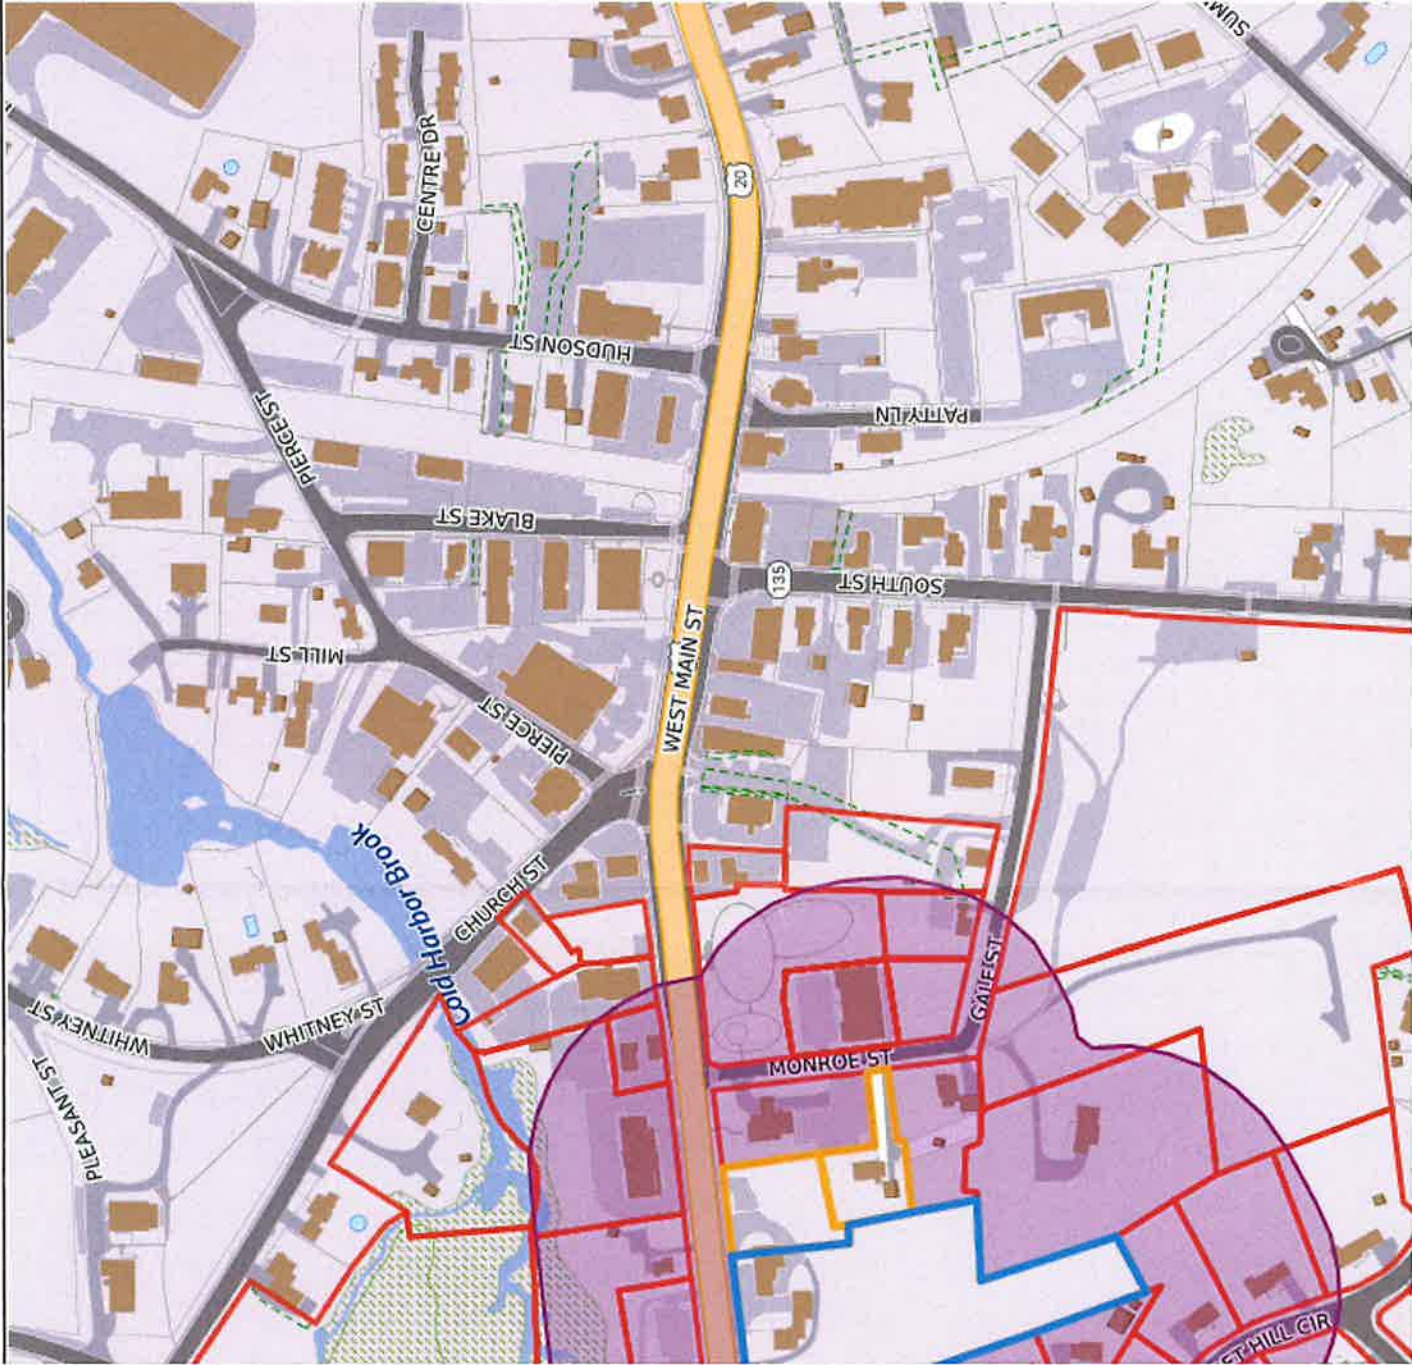 SUM
CENTRE DR
20
HUDSON ST
PATTY LN
PIERCE ST
BLAKE ST
135
SOUTH ST
MILL ST
WEST MAIN ST
PIERCE ST
Cold Harbor Brook
CHURCH ST
WHITNEY ST
WHITNEY ST
GALE ST
MONROE ST
PLEASANT ST
ET HILL CIR